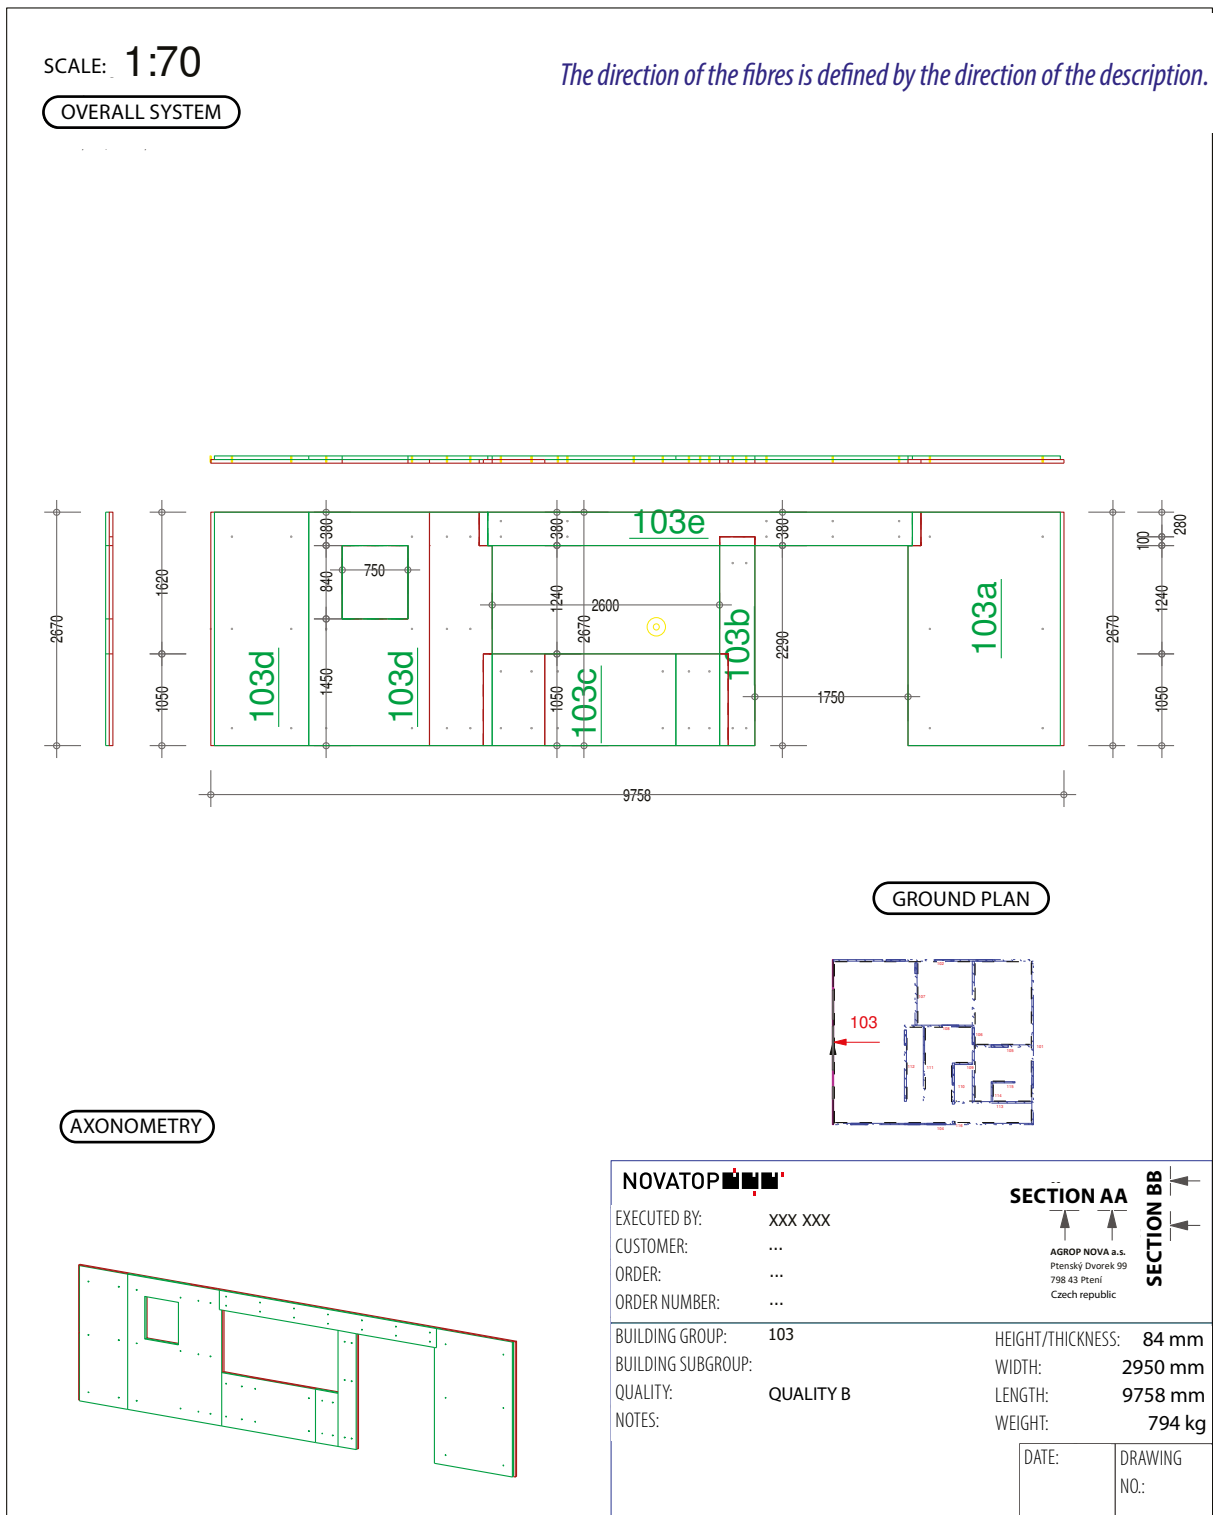 SCALE: 1:70
The direction of the fibres is defined by the direction of the description.
OVERALL SYSTEM
103e
103d
103d
103c
103b
103a
2670
1620
1050
380
840
1450
750
380
1240
1050
2670
2600
380
2290
1750
2670
100
280
1240
1050
9758
GROUND PLAN
103
AXONOMETRY
NOVATOP
SECTION AA
SECTION BB
AGROP NOVA a.s.
Ptenský Dvorek 99
798 43 Ptení
Czech republic
EXECUTED BY: XXX XXX
CUSTOMER: ...
ORDER: ...
ORDER NUMBER: ...
BUILDING GROUP: 103
BUILDING SUBGROUP:
QUALITY: QUALITY B
NOTES:
HEIGHT/THICKNESS: 84 mm
WIDTH: 2950 mm
LENGTH: 9758 mm
WEIGHT: 794 kg
DATE:
DRAWING
NO.: